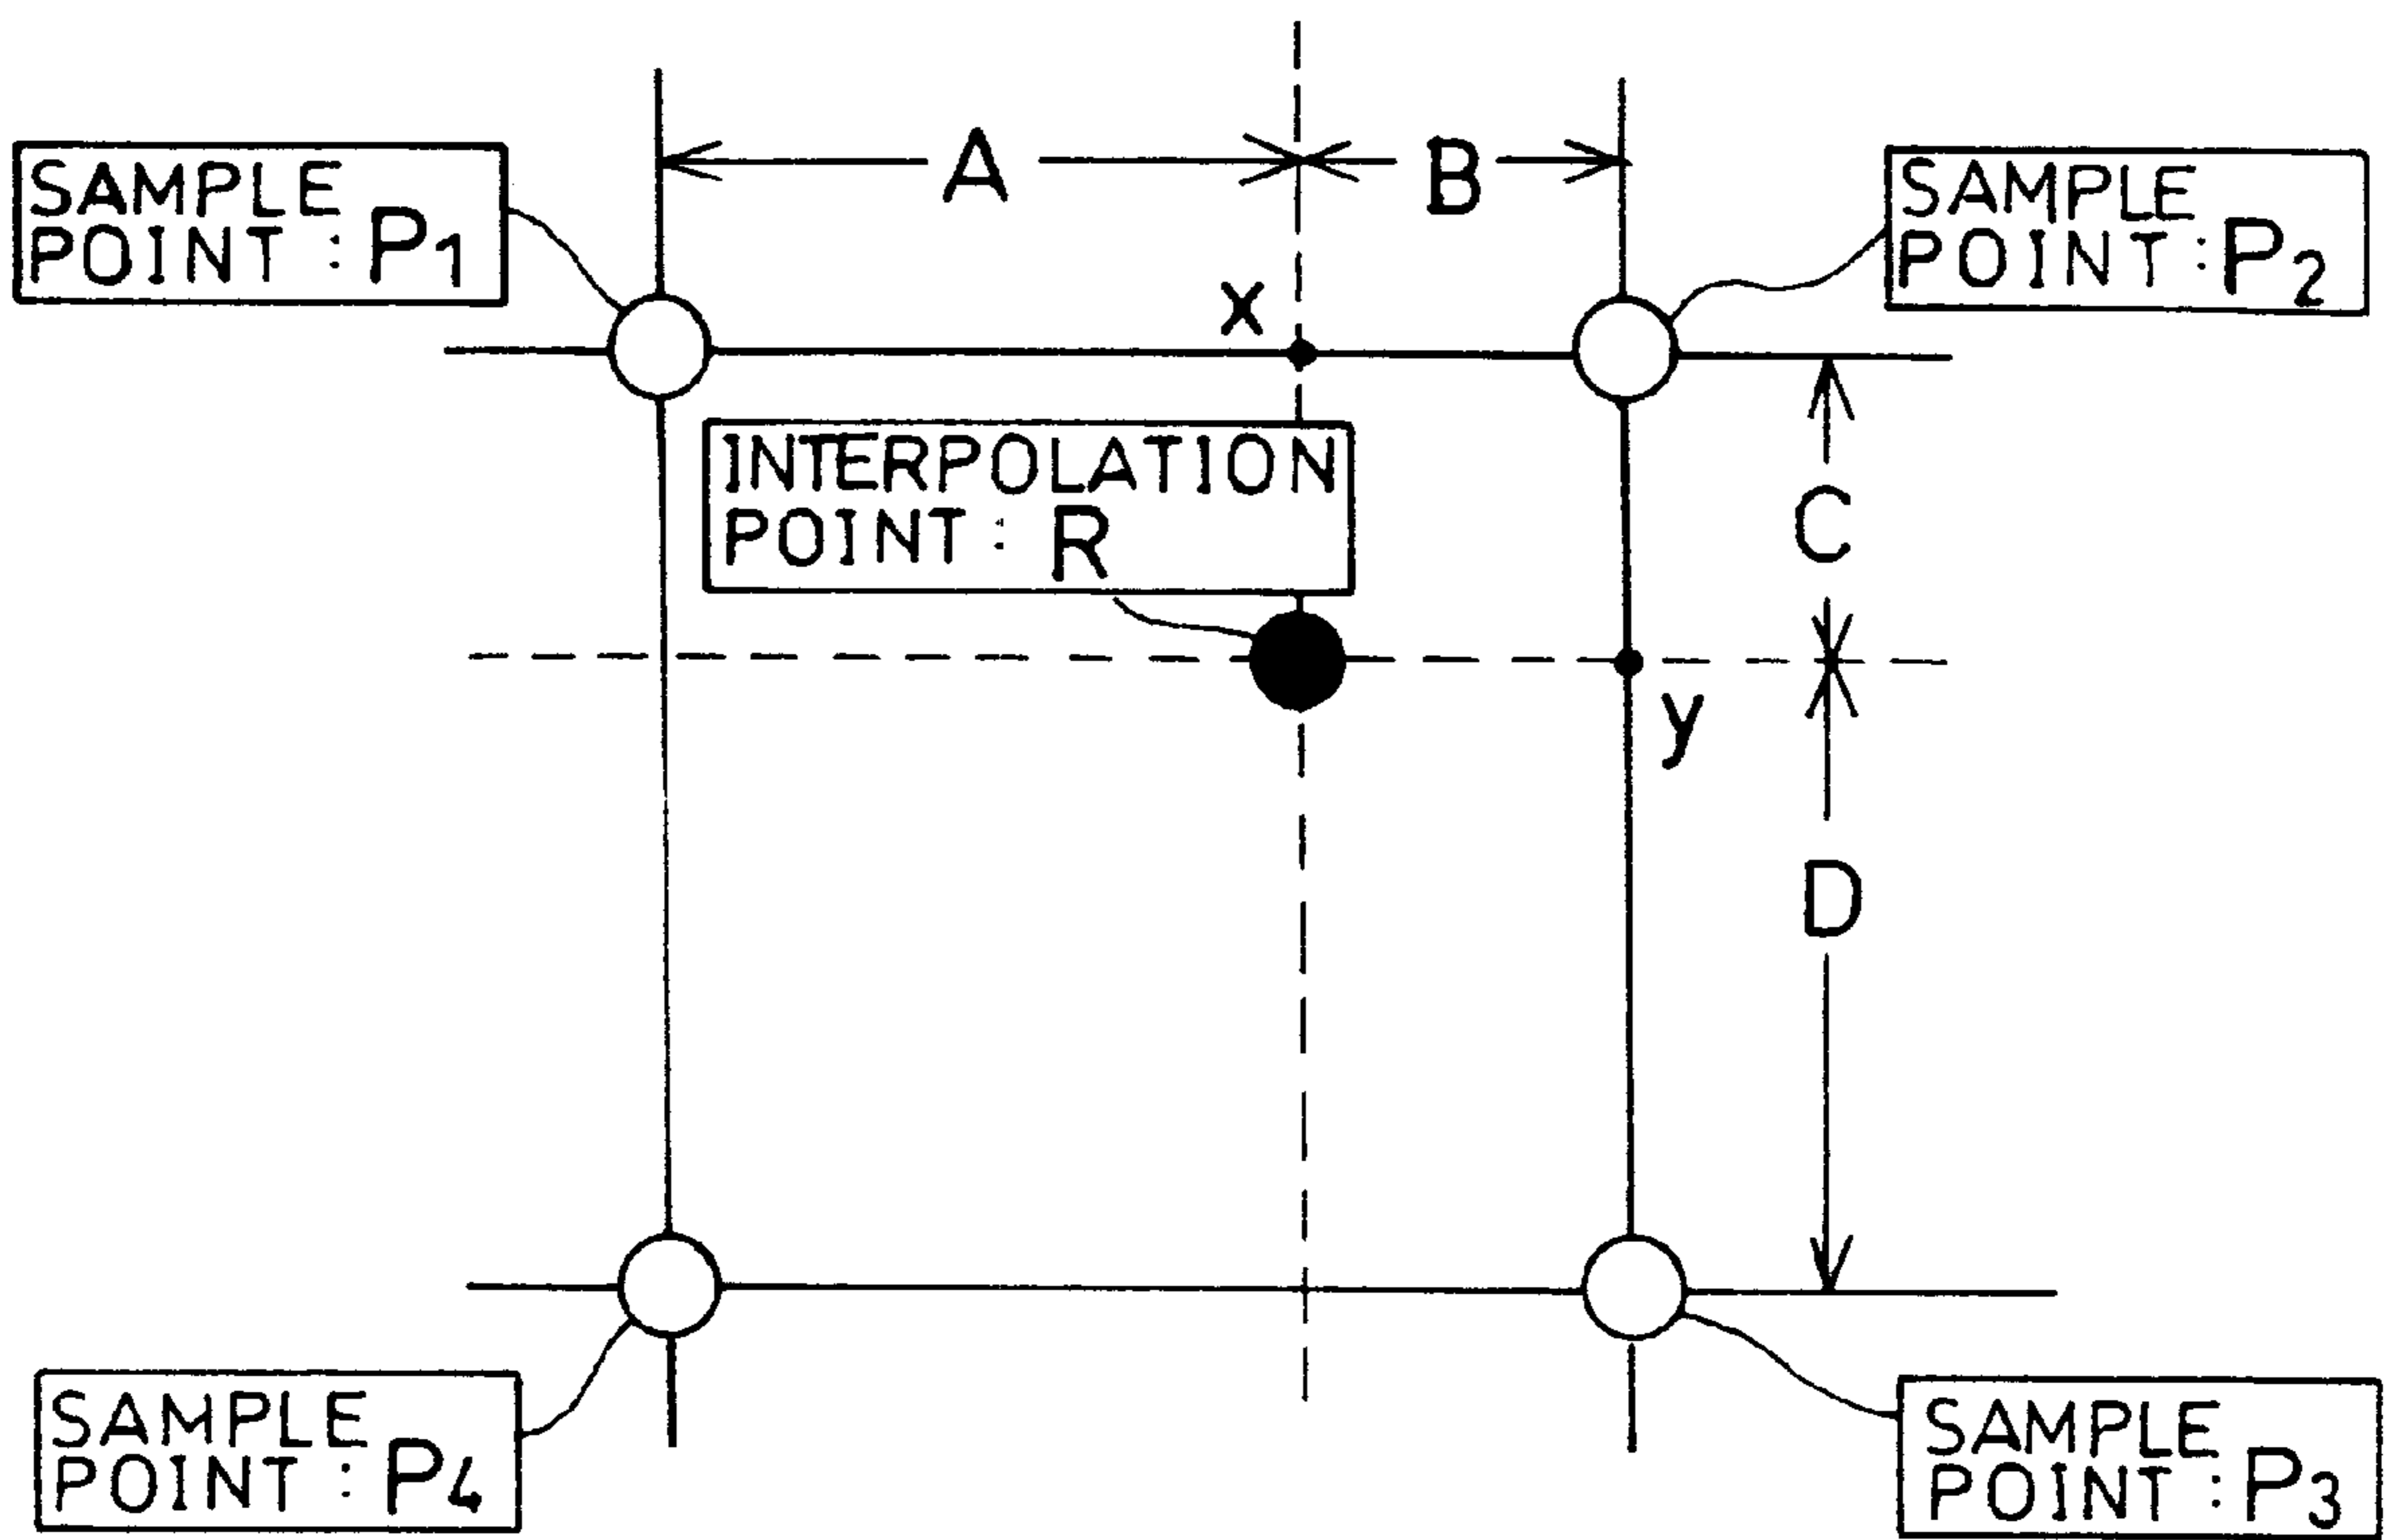 A
B
SAMPLE
POINT : P1
SAMPLE
POINT : P2
x
INTERPOLATION
POINT : R
C
y
D
SAMPLE
POINT : P4
SAMPLE
POINT : P3